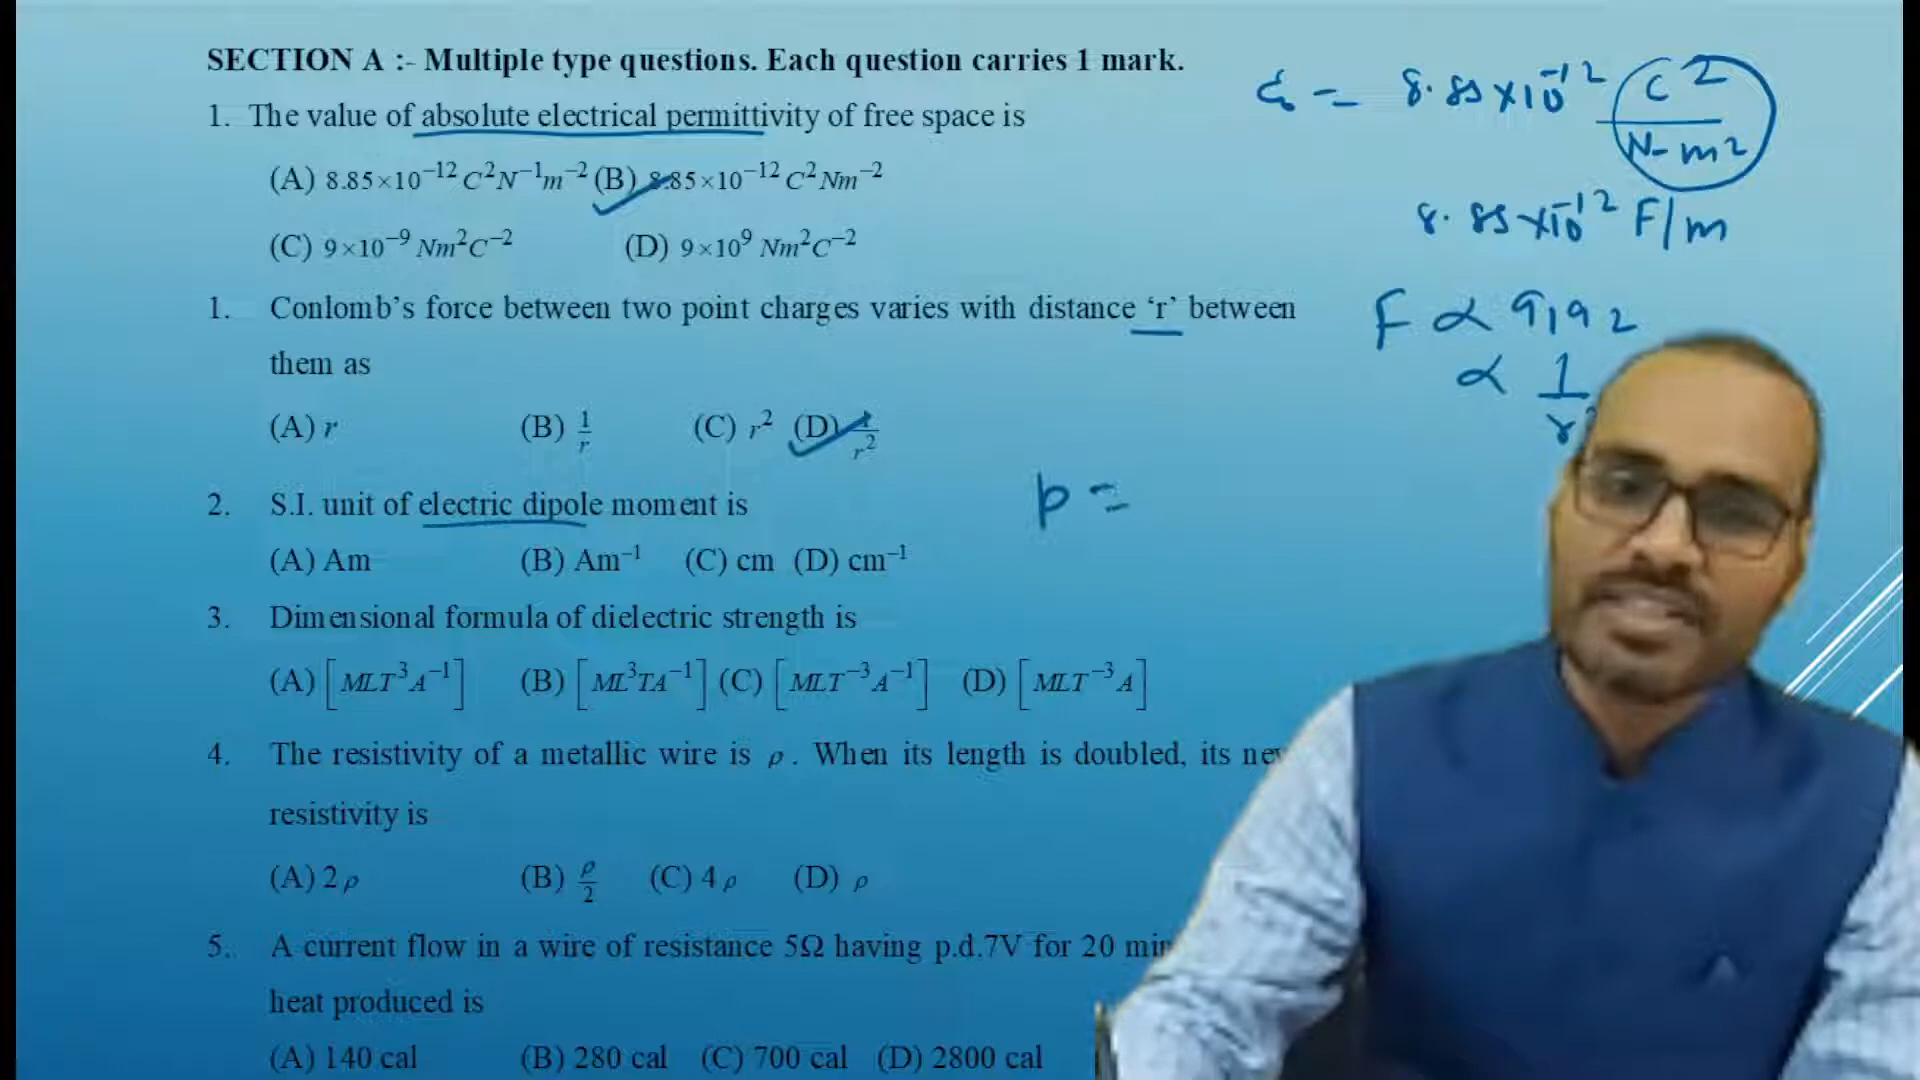 SECTION A :- Multiple type questions. Each question carries 1 mark.
1. The value of absolute electrical permittivity of free space is
(A) 8.85×10⁻¹² C²N⁻¹m⁻² (B) 8.85×10⁻¹² C² Nm⁻²
(C) 9×10⁻⁹ Nm²C⁻² (D) 9×10⁹ Nm²C⁻²
1. Conlomb's force between two point charges varies with distance 'r' between
them as
(A) r (B) 1/r (C) r² (D) 1/r²
2. S.I. unit of electric dipole moment is
(A) Am (B) Am⁻¹ (C) cm (D) cm⁻¹
3. Dimensional formula of dielectric strength is
(A) [MLT³A⁻¹] (B) [ML³TA⁻¹] (C) [MLT⁻³A⁻¹] (D) [MLT⁻³A]
4. The resistivity of a metallic wire is ρ. When its length is doubled, its
resistivity is
(A) 2ρ (B) ρ/2 (C) 4ρ (D) ρ
5. A current flow in a wire of resistance 5Ω having p.d.7V for 20
heat produced is
(A) 140 cal (B) 280 cal (C) 700 cal (D) 2800 cal
ε₀ = 8.85×10⁻¹² C²/N-m²
8.85×10⁻¹² F/m
F ∝ q₁q₂
∝ 1/r²
p =